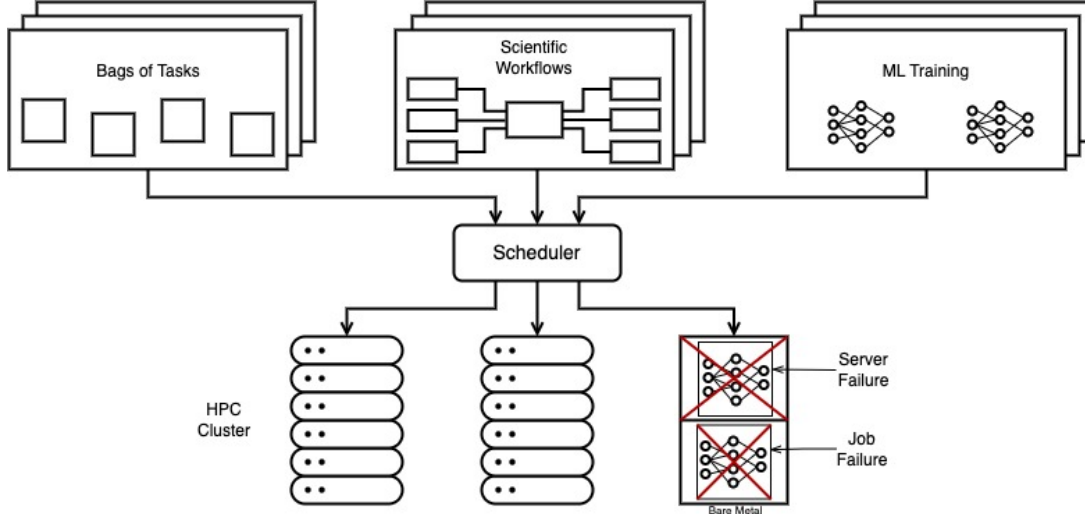 Bags of Tasks
Scientific
Workflows
ML Training
Scheduler
HPC
Cluster
Server
Failure
Job
Failure
Bare Metal